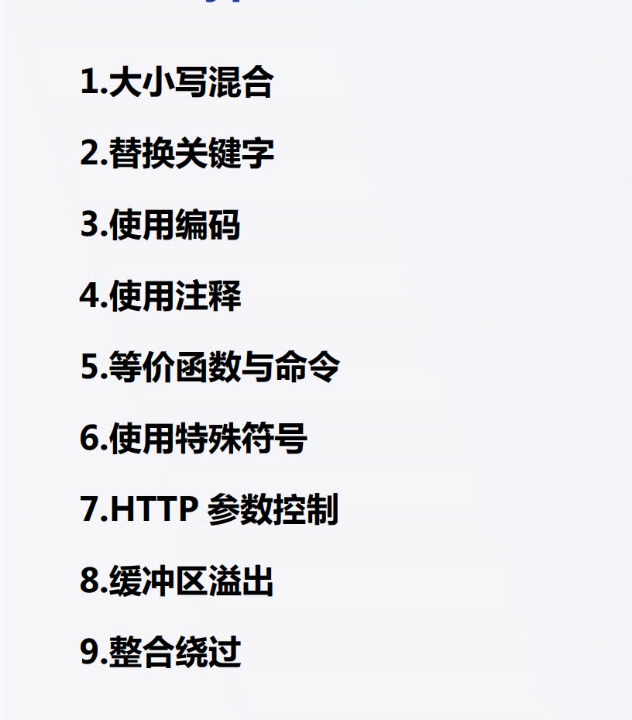 1.大小写混合
2.替换关键字
3.使用编码
4.使用注释
5.等价函数与命令
6.使用特殊符号
7.HTTP 参数控制
8.缓冲区溢出
9.整合绕过